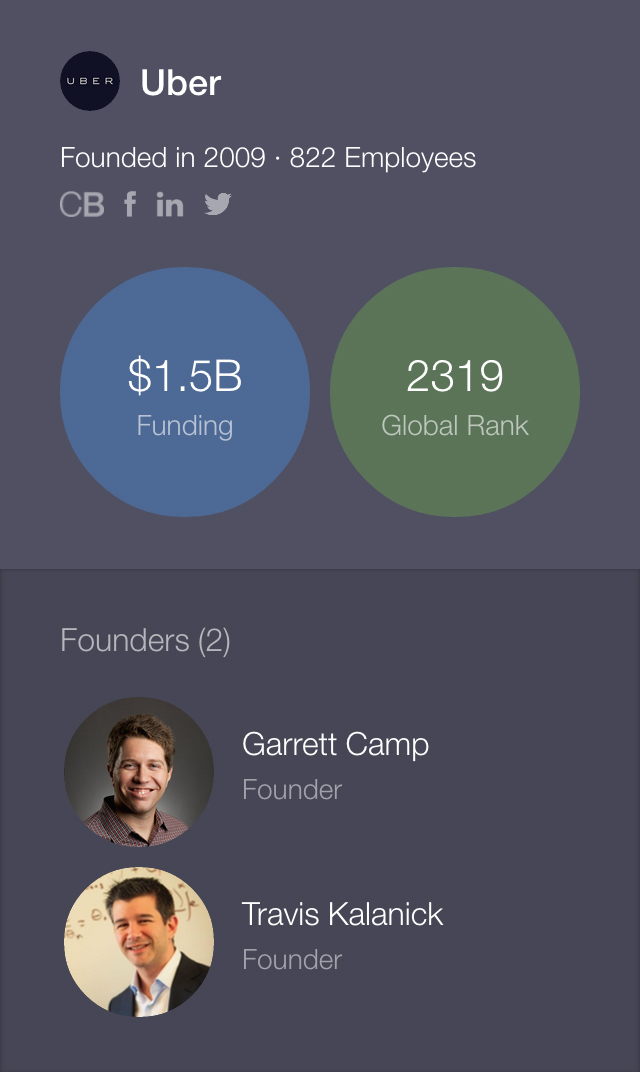 UBER
Uber
Founded in 2009 · 822 Employees
CB f in
$1.5B
Funding
2319
Global Rank
Founders (2)
Garrett Camp
Founder
Travis Kalanick
Founder